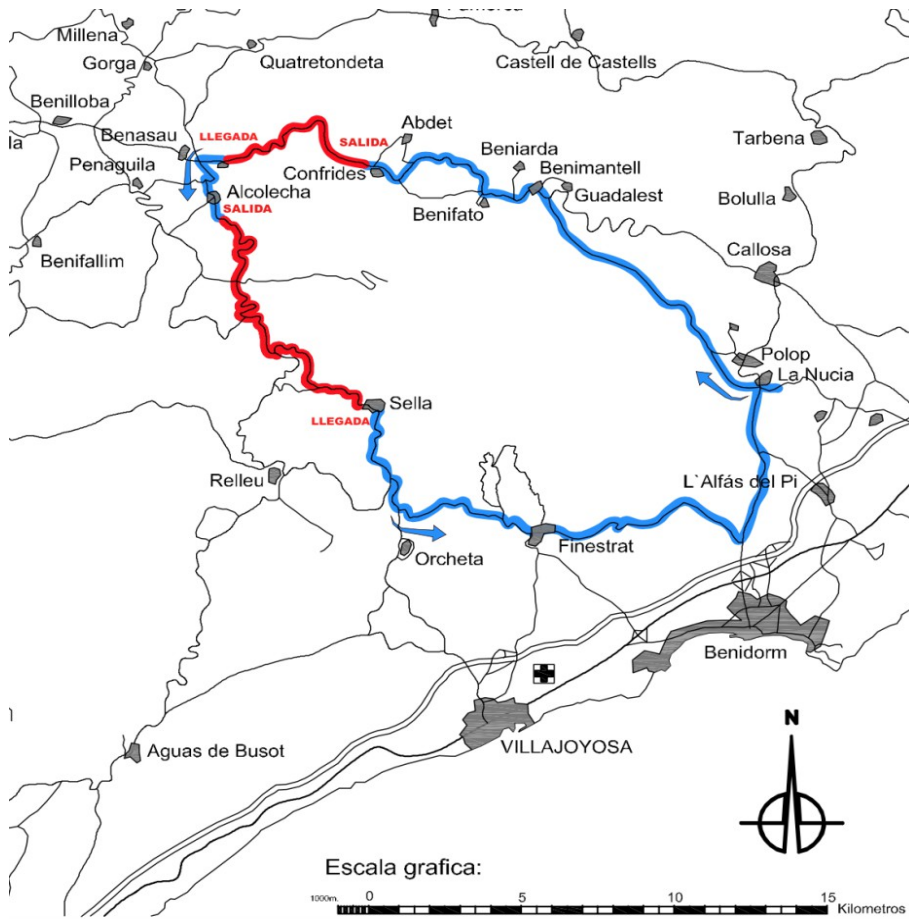 Millena
Gorga
Quatretondeta
Castell de Castells
Benilloba
Tarbena
Benasau
LLEGADA
SALIDA
Abdet
Beniarda
Penaguila
Confrides
Benimantell
Alcolecha
Guadalest
Bolulla
SALIDA
Benifato
Benifallim
Callosa
Polop
La Nucia
Sella
LLEGADA
Relleu
L`Alfás del Pi
Orcheta
Finestrat
Benidorm
N
VILLAJOYOSA
Aguas de Busot
Escala grafica:
1000m. 0 5 10 15 Kilometros